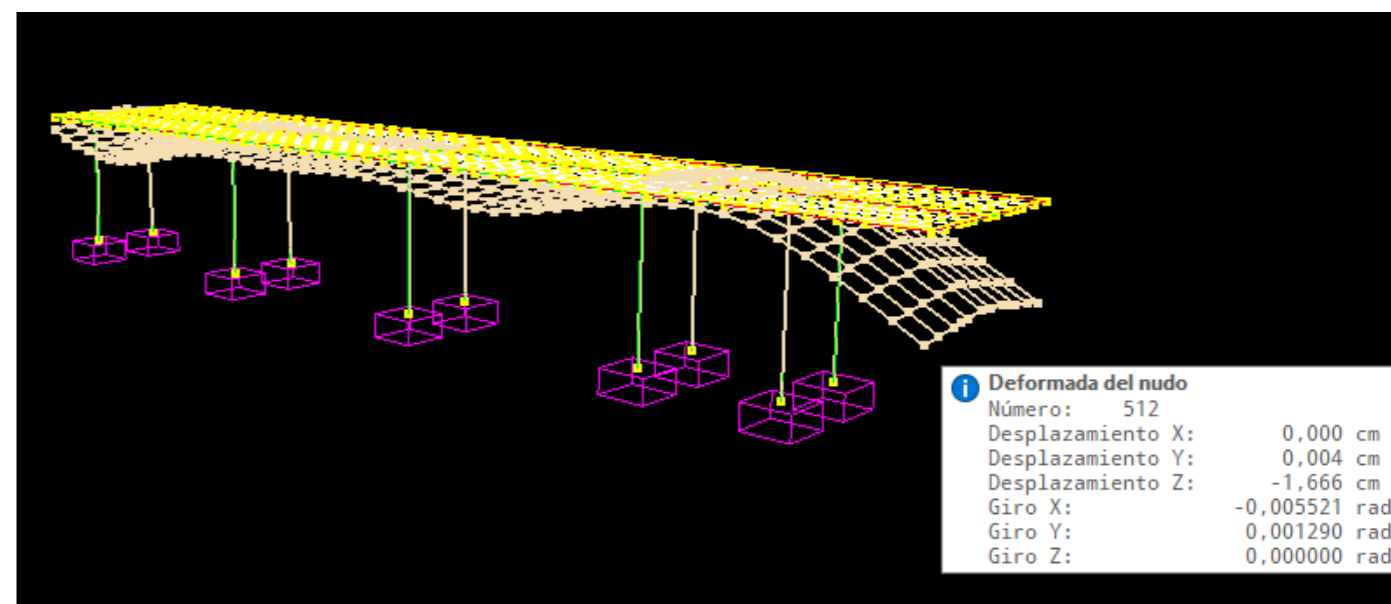 Deformada del nudo
Número: 512
Desplazamiento X: 0,000 cm
Desplazamiento Y: 0,004 cm
Desplazamiento Z: -1,666 cm
Giro X: -0,005521 rad
Giro Y: 0,001290 rad
Giro Z: 0,000000 rad